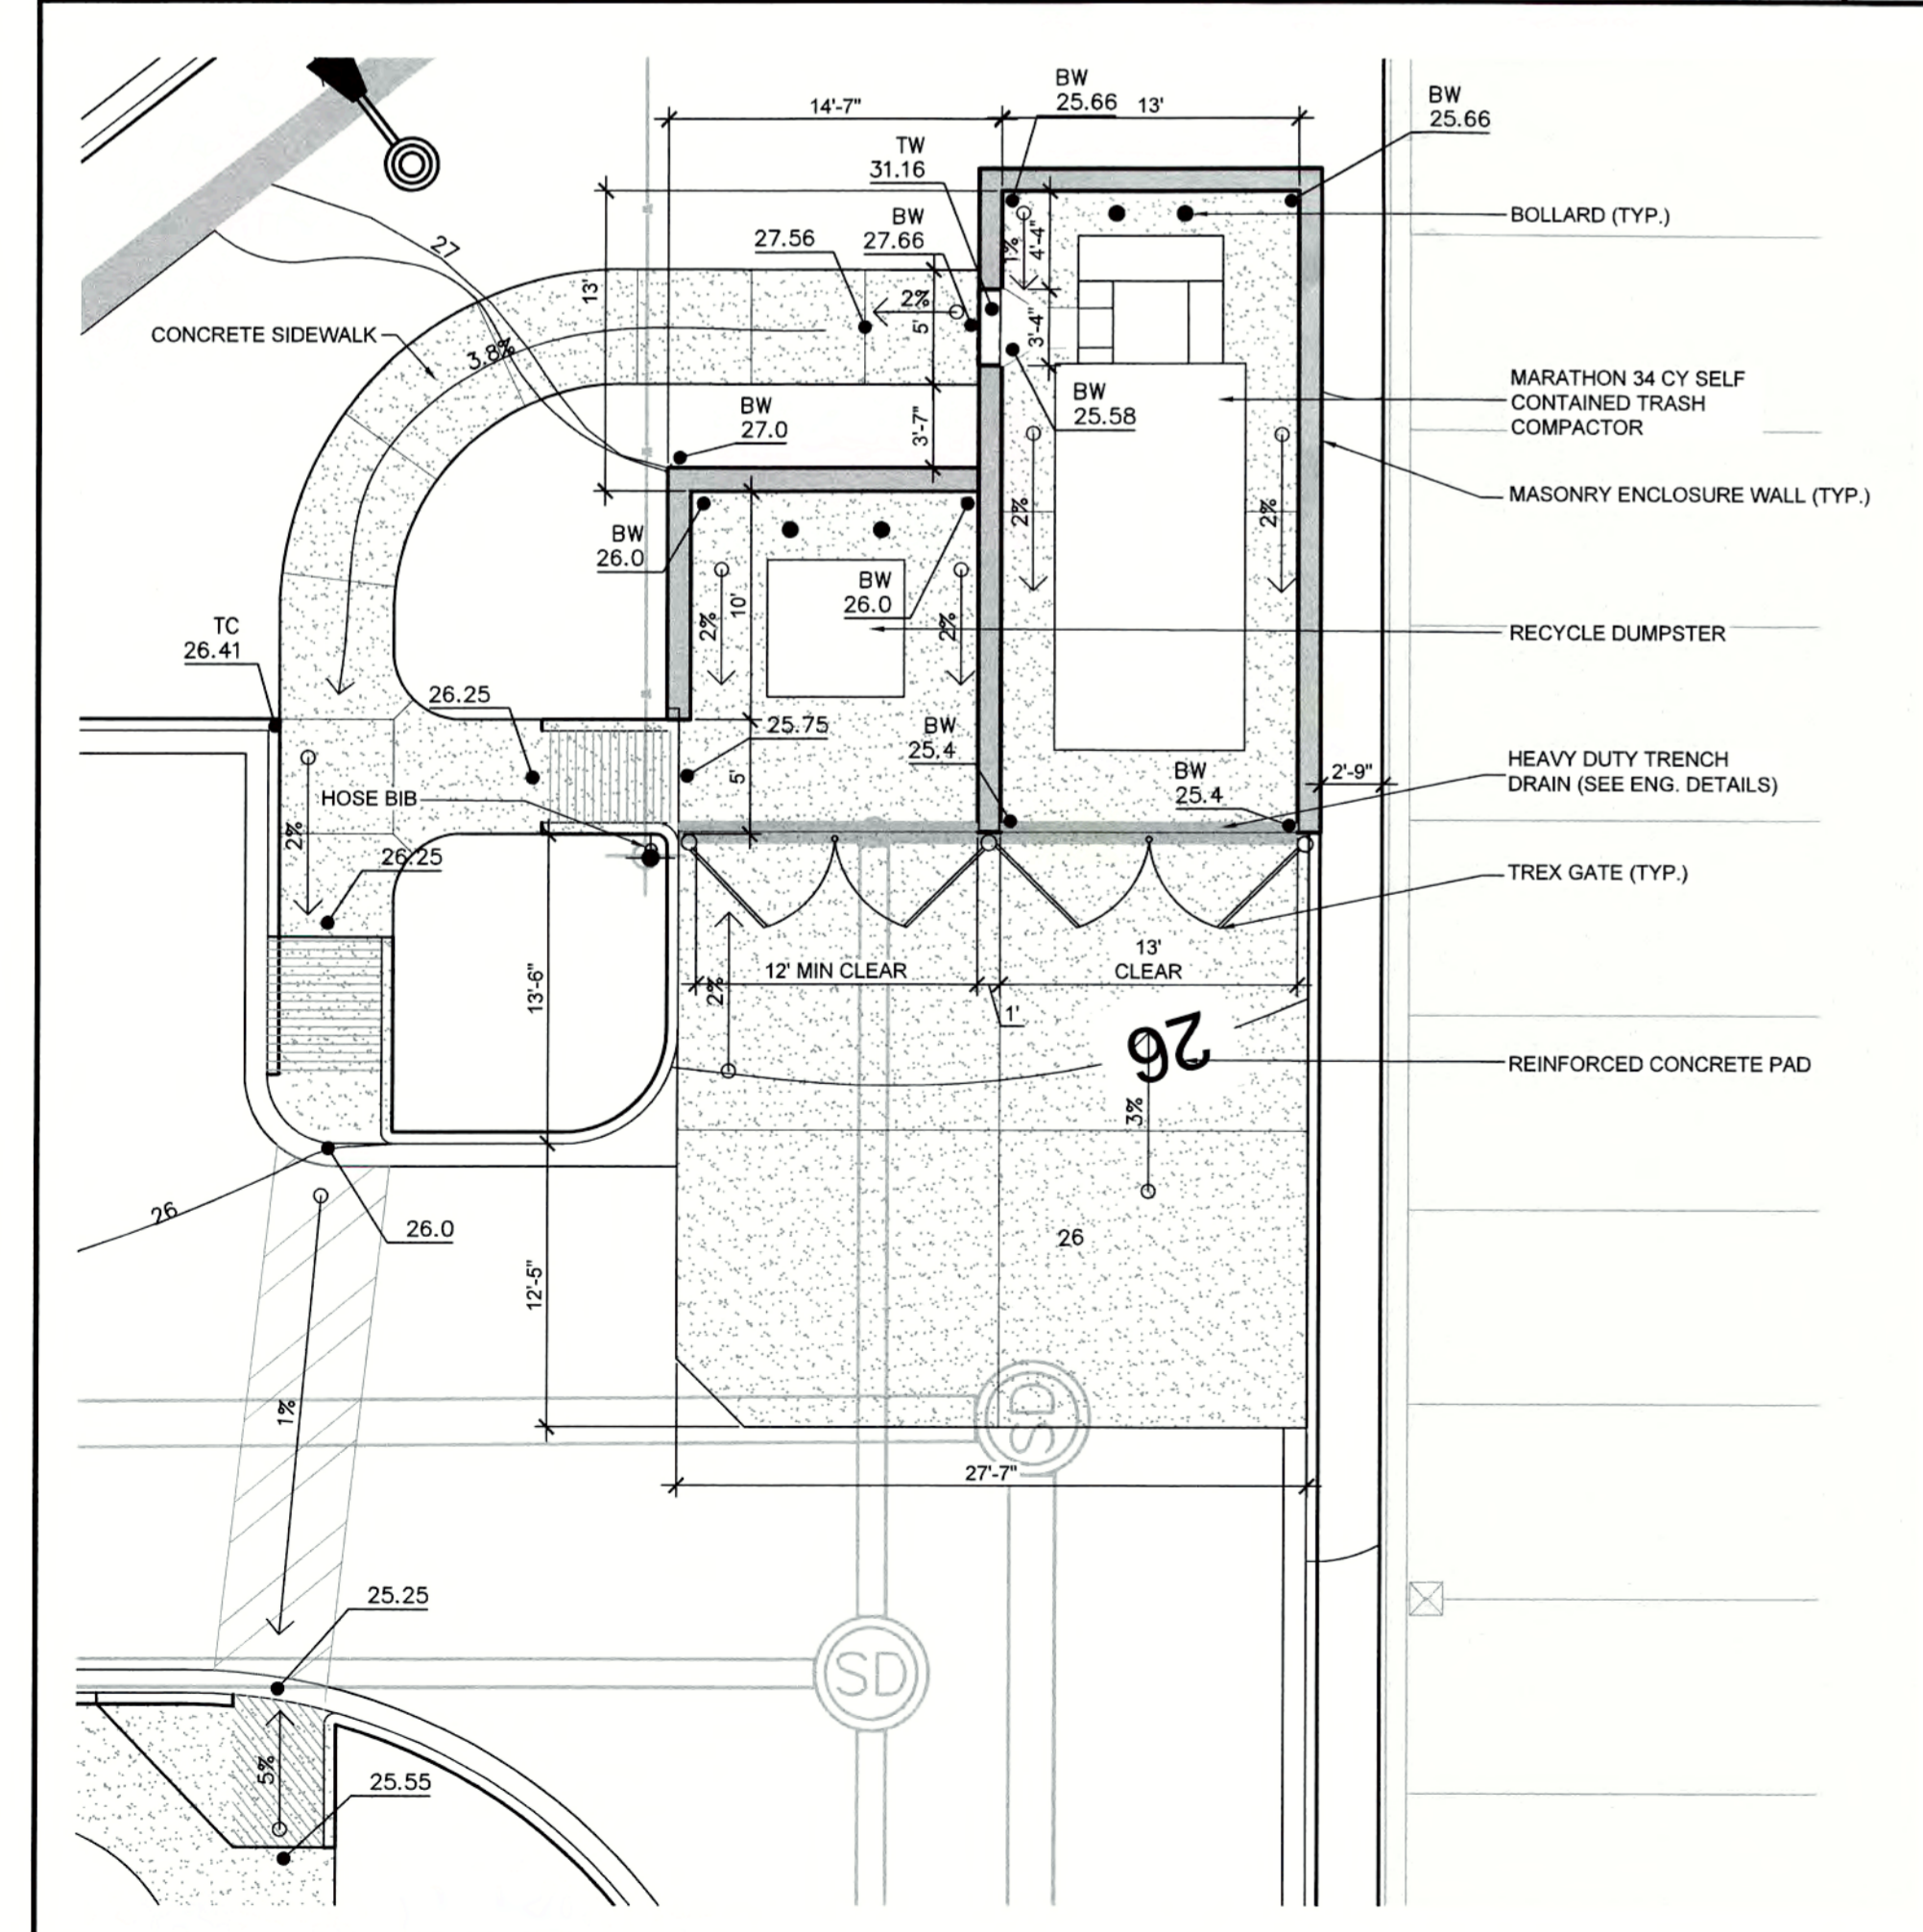 BW
25.66
14'-7"
13'
BW
25.66
TW
31.16
BW
27.66
27.56
BOLLARD (TYP.)
27
1%
4'-4"
13'
2%
5'
3'-4"
CONCRETE SIDEWALK
3.8%
MARATHON 34 CY SELF
CONTAINED TRASH
COMPACTOR
BW
25.58
BW
27.0
3'-7"
MASONRY ENCLOSURE WALL (TYP.)
2%
2%
BW
26.0
BW
26.0
2%
10'
2%
RECYCLE DUMPSTER
TC
26.41
26.25
25.75
BW
25.4
BW
25.4
5'
2'-9"
HEAVY DUTY TRENCH
DRAIN (SEE ENG. DETAILS)
HOSE BIB
2%
26.25
TREX GATE (TYP.)
13'-6"
2%
12' MIN CLEAR
13'
CLEAR
1'
26
REINFORCED CONCRETE PAD
3%
26
26.0
26
12'-5"
1%
SD
27'-7"
25.25
SD
5%
25.55